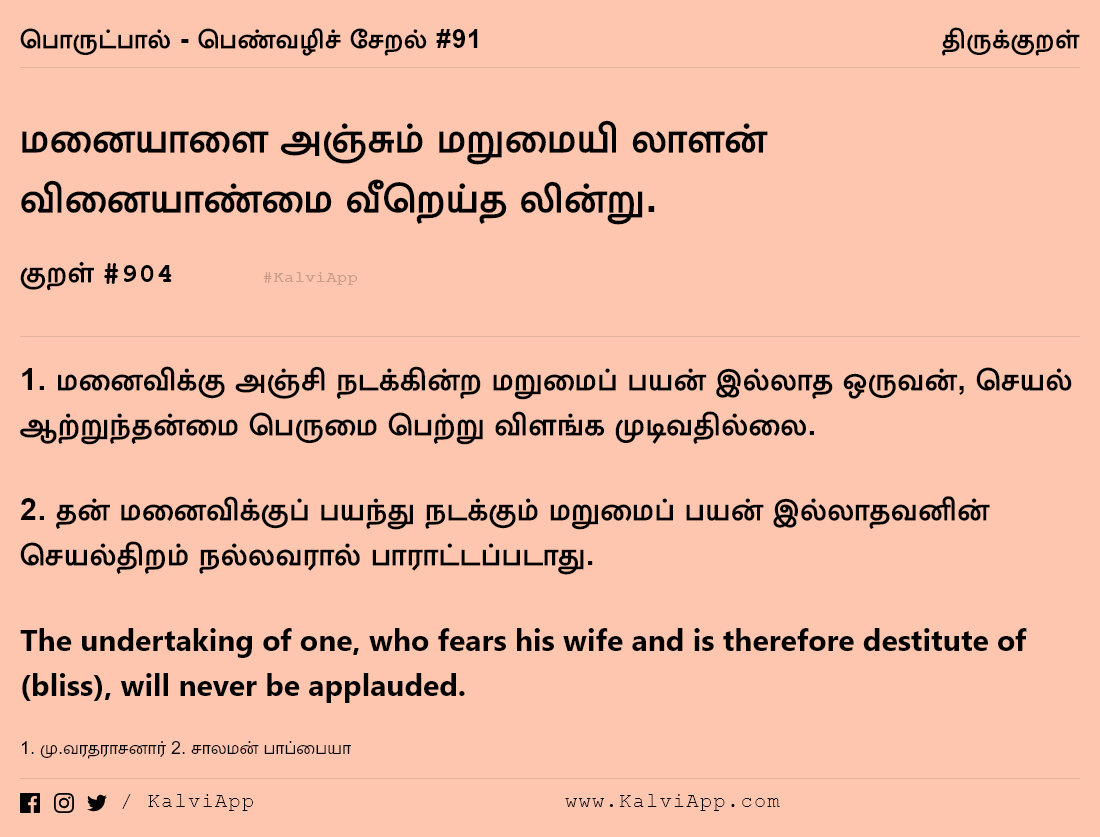 பொருட்பால் - பெண்வழிச் சேறல் #91
திருக்குறள்
மனையாளை அஞ்சும் மறுமையி லாளன்
வினையாண்மை வீறெய்த லின்று.
குறள் #904
#KalviApp
1. மனைவிக்கு அஞ்சி நடக்கின்ற மறுமைப் பயன் இல்லாத ஒருவன், செயல்
ஆற்றுந்தன்மை பெருமை பெற்று விளங்க முடிவதில்லை.
2. தன் மனைவிக்குப் பயந்து நடக்கும் மறுமைப் பயன் இல்லாதவனின்
செயல்திறம் நல்லவரால் பாராட்டப்படாது.
The undertaking of one, who fears his wife and is therefore destitute of
(bliss), will never be applauded.
1. மு.வரதராசனார் 2. சாலமன் பாப்பையா
/ KalviApp
www.KalviApp.com